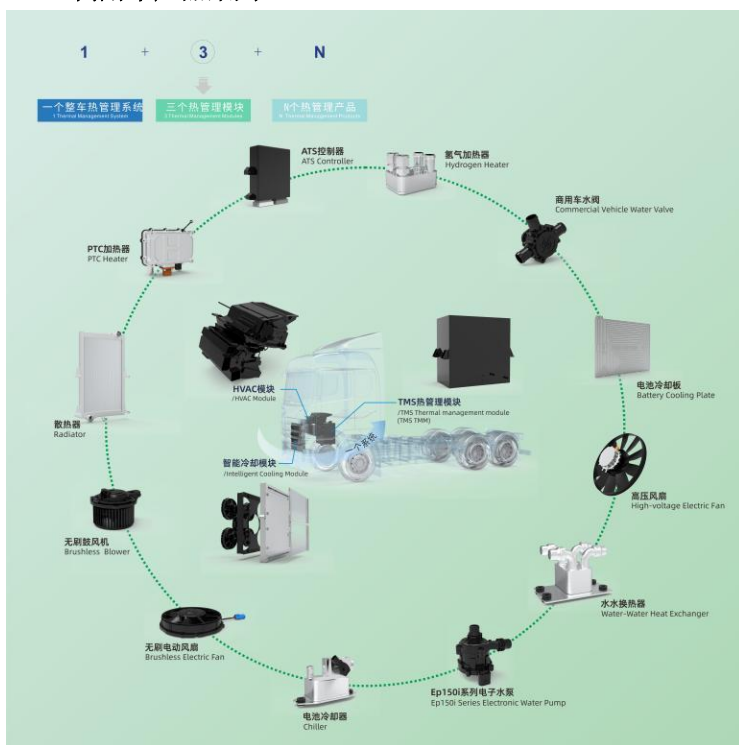 1 + 3 + N
一个整车热管理系统 三个热管理模块 N个热管理产品
1 Thermal Management System 3 Thermal Management Modules N Thermal Management Products
ATS控制器
ATS Controller
氢气加热器
Hydrogen Heater
商用车水阀
Commercial Vehicle Water Valve
PTC加热器
PTC Heater
HVAC模块
/HVAC Module
TMS热管理模块
/TMS Thermal management module
(TMS TMM)
电池冷却板
Battery Cooling Plate
散热器
Radiator
一个系统
智能冷却模块
/Intelligent Cooling Module
高压风扇
High-voltage Electric Fan
无刷鼓风机
Brushless Blower
水水换热器
Water-Water Heat Exchanger
无刷电动风扇
Brushless Electric Fan
Ep150i系列电子水泵
Ep150i Series Electronic Water Pump
电池冷却器
Chiller